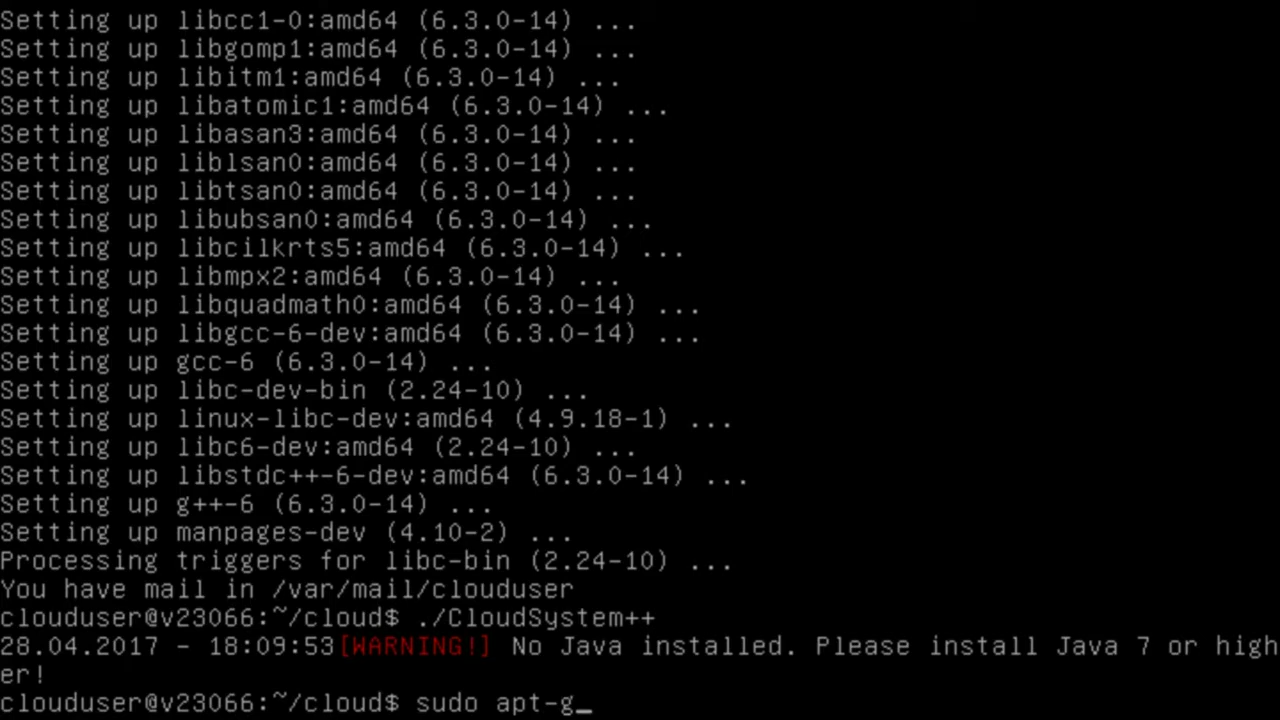 Setting up libcc1-0:amd64 (6.3.0-14) ...
Setting up libgomp1:amd64 (6.3.0-14) ...
Setting up libitm1:amd64 (6.3.0-14) ...
Setting up libatomic1:amd64 (6.3.0-14) ...
Setting up libasan3:amd64 (6.3.0-14) ...
Setting up liblsan0:amd64 (6.3.0-14) ...
Setting up libtsan0:amd64 (6.3.0-14) ...
Setting up libubsan0:amd64 (6.3.0-14) ...
Setting up libcilkrts5:amd64 (6.3.0-14) ...
Setting up libmpx2:amd64 (6.3.0-14) ...
Setting up libquadmath0:amd64 (6.3.0-14) ...
Setting up libgcc-6-dev:amd64 (6.3.0-14) ...
Setting up gcc-6 (6.3.0-14) ...
Setting up libc-dev-bin (2.24-10) ...
Setting up linux-libc-dev:amd64 (4.9.18-1) ...
Setting up libc6-dev:amd64 (2.24-10) ...
Setting up libstdc++-6-dev:amd64 (6.3.0-14) ...
Setting up g++-6 (6.3.0-14) ...
Setting up manpages-dev (4.10-2) ...
Processing triggers for libc-bin (2.24-10) ...
You have mail in /var/mail/clouduser
clouduser@v23066:~/cloud$ ./CloudSystem++
28.04.2017 - 18:09:53[WARNING!] No Java installed. Please install Java 7 or high
er!
clouduser@v23066:~/cloud$ sudo apt-g_